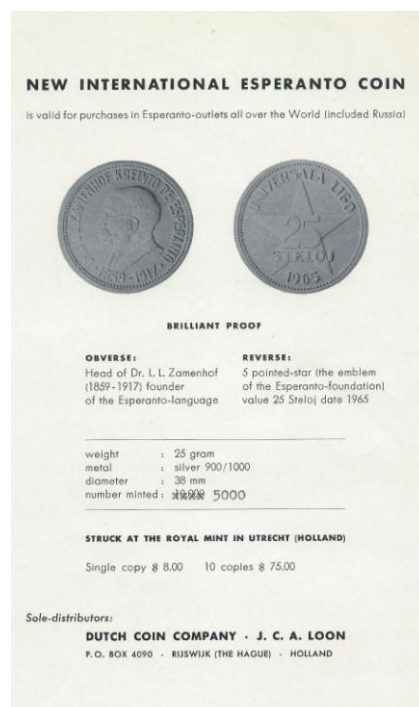 NEW INTERNATIONAL ESPERANTO COIN
is valid for purchases in Esperanto-outlets all over the World (included Russia)
ZAMENHOF KREINTO DE ESPERANTO
1859-1917
UNIVERSALA LIGO
25
STELOJ
1965
BRILLIANT PROOF
OBVERSE:
Head of Dr. L. L. Zamenhof
(1859-1917) founder
of the Esperanto-language
REVERSE:
5 pointed-star (the emblem
of the Esperanto-foundation)
value 25 Steloj date 1965
weight : 25 gram
metal : silver 900/1000
diameter : 38 mm
number minted : 5000
STRUCK AT THE ROYAL MINT IN UTRECHT (HOLLAND)
Single copy $ 8.00 10 copies $ 75.00
Sole-distributors:
DUTCH COIN COMPANY · J. C. A. LOON
P.O. BOX 4090 - RIJSWIJK (THE HAGUE) - HOLLAND